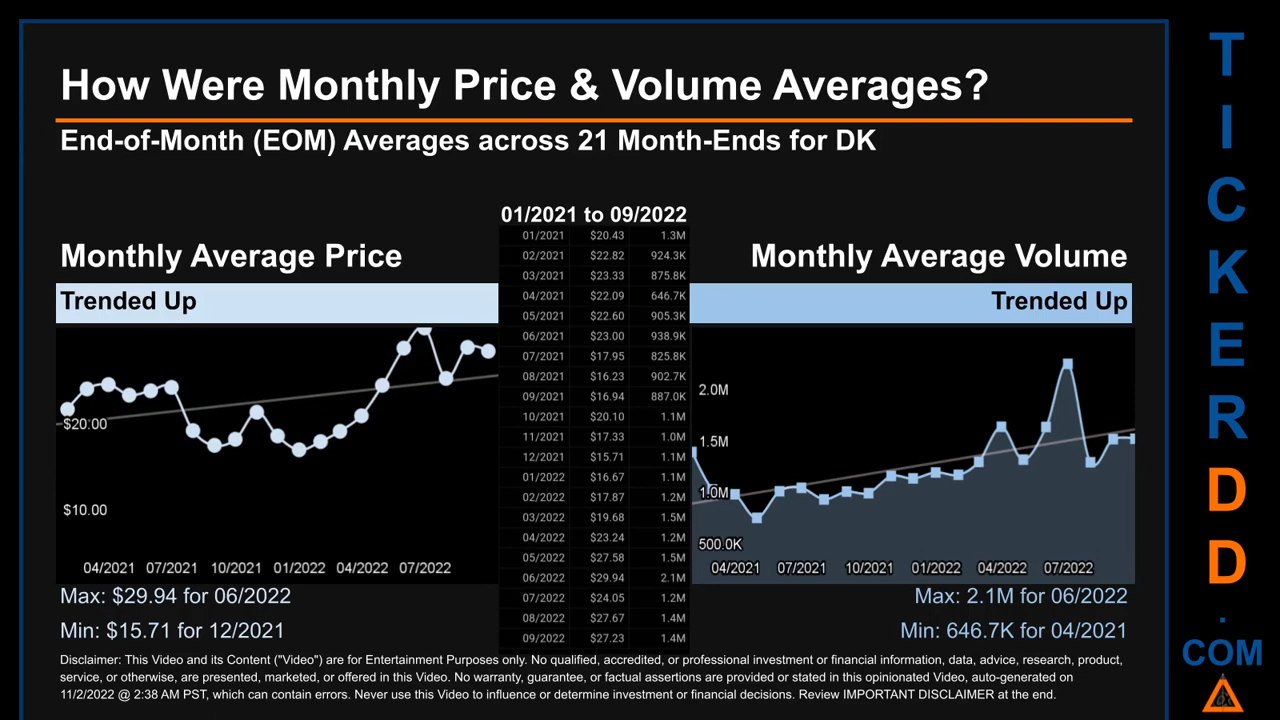 How Were Monthly Price & Volume Averages?
End-of-Month (EOM) Averages across 21 Month-Ends for DK
01/2021 to 09/2022
Monthly Average Price
Trended Up
$20.00
$10.00
04/2021 07/2021 10/2021 01/2022 04/2022 07/2022
Max: $29.94 for 06/2022
Min: $15.71 for 12/2021
01/2021 $20.43 1.3M
02/2021 $22.82 924.3K
03/2021 $23.33 875.8K
04/2021 $22.09 646.7K
05/2021 $22.60 905.3K
06/2021 $23.00 938.9K
07/2021 $17.95 825.8K
08/2021 $16.23 902.7K
09/2021 $16.94 887.0K
10/2021 $20.10 1.1M
11/2021 $17.33 1.0M
12/2021 $15.71 1.1M
01/2022 $16.67 1.1M
02/2022 $17.87 1.2M
03/2022 $19.68 1.5M
04/2022 $23.24 1.2M
05/2022 $27.58 1.5M
06/2022 $29.94 2.1M
07/2022 $24.05 1.2M
08/2022 $27.67 1.4M
09/2022 $27.23 1.4M
Monthly Average Volume
Trended Up
2.0M
1.5M
1.0M
500.0K
04/2021 07/2021 10/2021 01/2022 04/2022 07/2022
Max: 2.1M for 06/2022
Min: 646.7K for 04/2021
Disclaimer: This Video and its Content ("Video") are for Entertainment Purposes only. No qualified, accredited, or professional investment or financial information, data, advice, research, product,
service, or otherwise, are presented, marketed, or offered in this Video. No warranty, guarantee, or factual assertions are provided or stated in this opinionated Video, auto-generated on
11/2/2022 @ 2:38 AM PST, which can contain errors. Never use this Video to influence or determine investment or financial decisions. Review IMPORTANT DISCLAIMER at the end.
T
I
C
K
E
R
D
D
.
COM